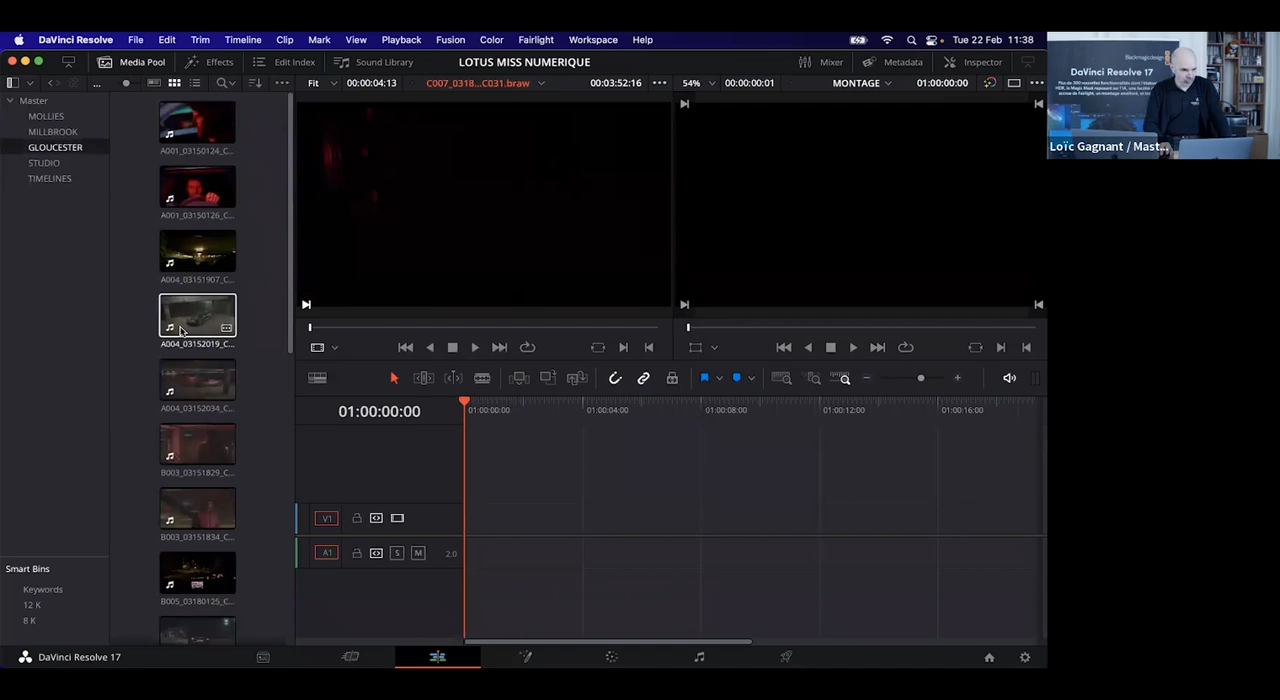 DaVinci Resolve File Edit Trim Timeline Clip Mark View Playback Fusion Color Fairlight Workspace Help Tue 22 Feb 11:38
Media Pool Effects Edit Index Sound Library LOTUS MISS NUMERIQUE Mixer Metadata Inspector
... Fit 00:00:04:13 C007_0318...C031.braw 00:03:52:16 ... 54% 00:00:00:01 MONTAGE 01:00:00:00 ...
Master
MOLLIES
MILLBROOK
GLOUCESTER
STUDIO
TIMELINES
A001_03150124_C...
A001_03150126_C...
A004_03151907_C...
A004_03152019_C...
A004_03152034_C...
B003_03151829_C...
B003_03151834_C...
B005_03180125_C...
01:00:00:00
01:00:00:00 01:00:04:00 01:00:08:00 01:00:12:00 01:00:16:00
V1
A1 S M 2.0
Smart Bins
Keywords
12 K
8 K
DaVinci Resolve 17
Blackmagicdesign
DaVinci Resolve 17
Loïc Gagnant / Mast...